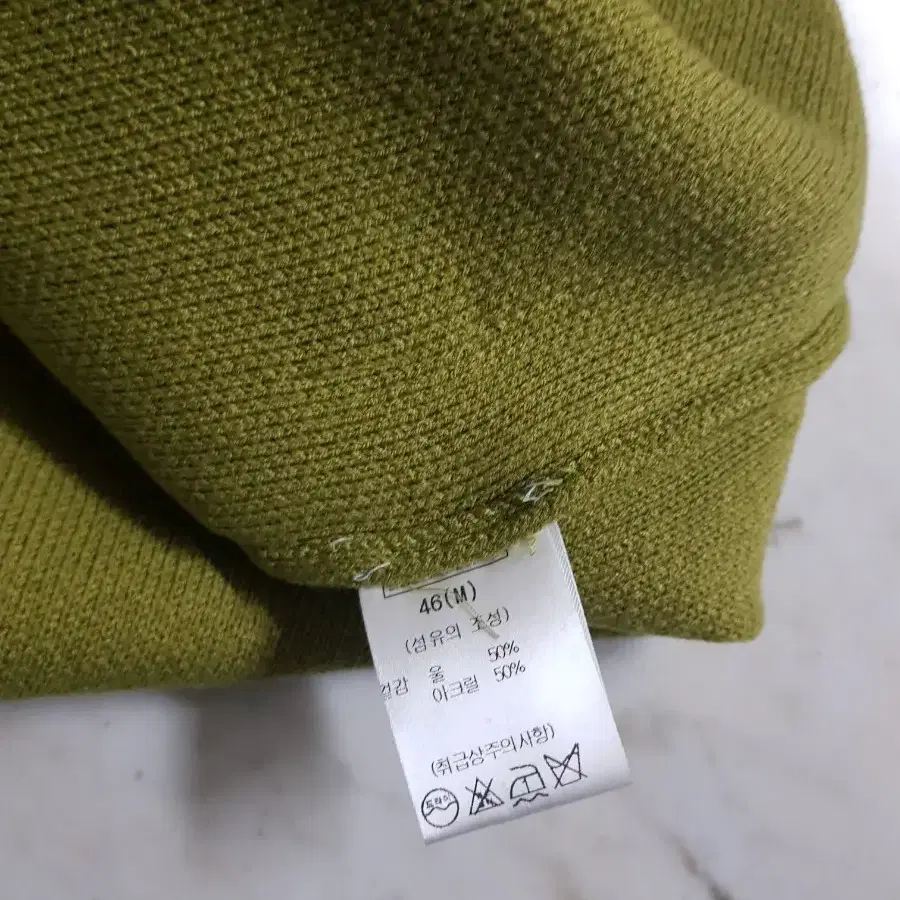 46(M)
(섬유의 조성)
겉감 울 50%
아크릴 50%
(취급상주의사항)
드라이